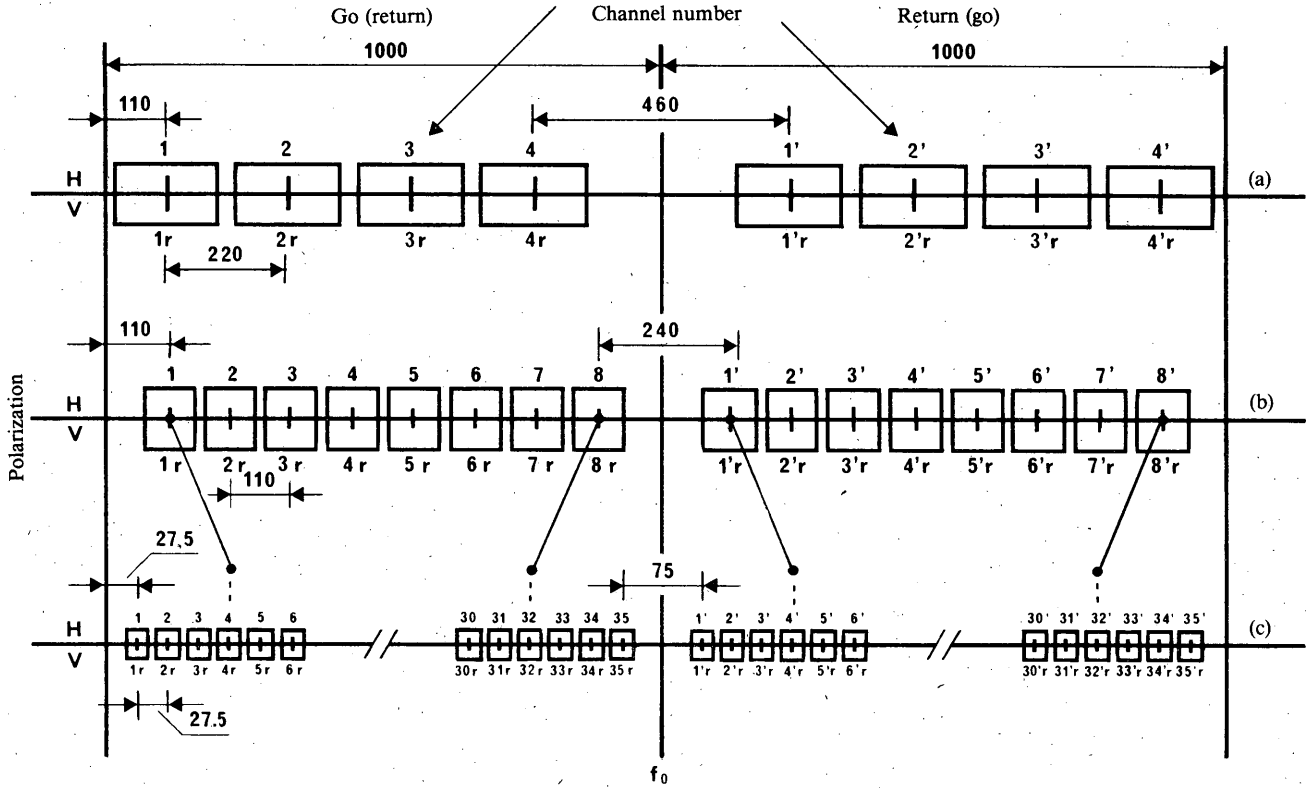 Go (return) Channel number Return (go)
1000 1000
110 460
1 2 3 4 1' 2' 3' 4'
H
V
(a)
1r 2r 3r 4r 1'r 2'r 3'r 4'r
220
110 240
1 2 3 4 5 6 7 8 1' 2' 3' 4' 5' 6' 7' 8'
Polarization
H
V
(b)
1r 2r 3r 4r 5r 6r 7r 8r 1'r 2'r 3'r 4'r 5'r 6'r 7'r 8'r
110
27,5
75
1 2 3 4 5 6 30 31 32 33 34 35 1' 2' 3' 4' 5' 6' 30' 31' 32' 33' 34' 35'
H
V
(c)
1r 2r 3r 4r 5r 6r 30r 31r 32r 33r 34r 35r 1'r 2'r 3'r 4'r 5'r 6'r 30'r 31'r 32'r 33'r 34'r 35'r
27.5
f₀